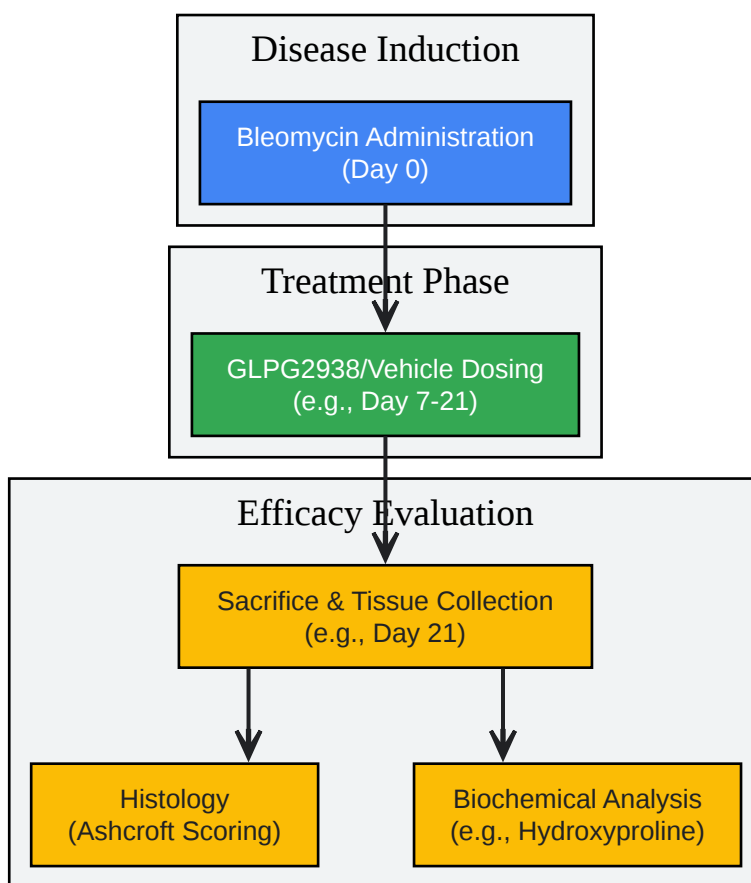 Disease Induction
Bleomycin Administration
(Day 0)
Treatment Phase
GLPG2938/Vehicle Dosing
(e.g., Day 7-21)
Efficacy Evaluation
Sacrifice & Tissue Collection
(e.g., Day 21)
Histology
(Ashcroft Scoring)
Biochemical Analysis
(e.g., Hydroxyproline)